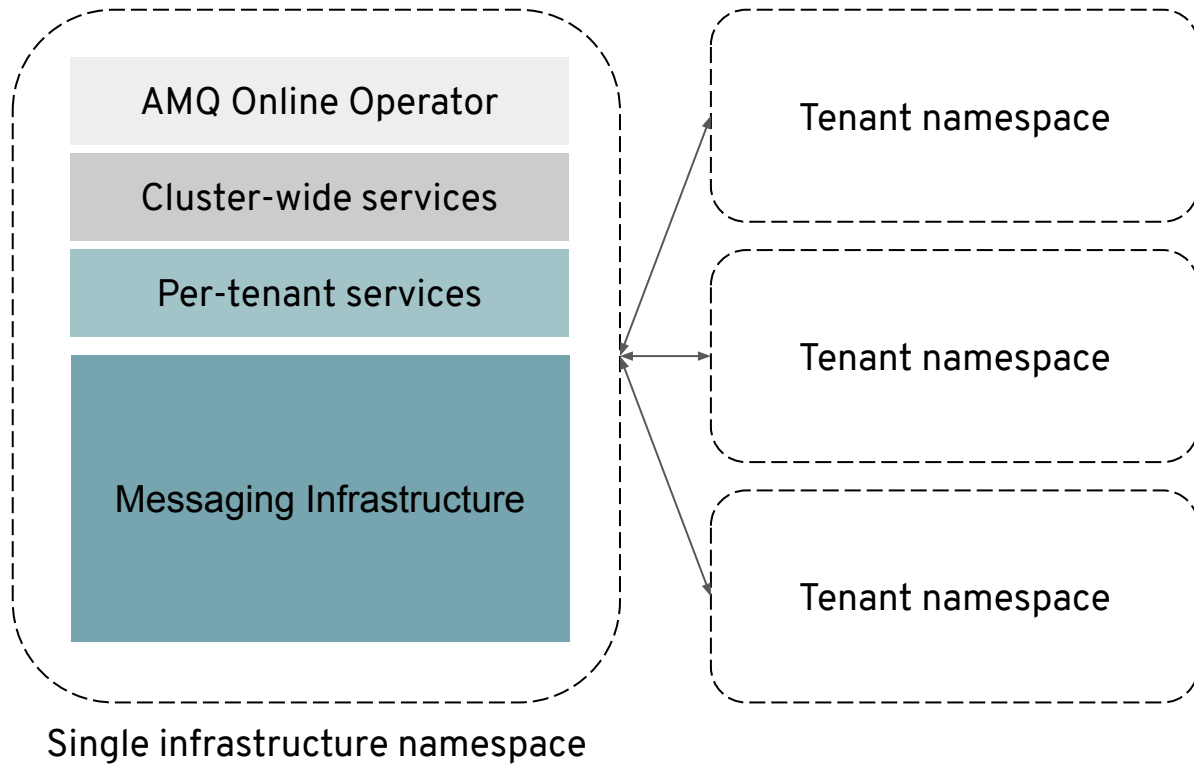 AMQ Online Operator
Cluster-wide services
Per-tenant services
Messaging Infrastructure
Single infrastructure namespace
Tenant namespace
Tenant namespace
Tenant namespace